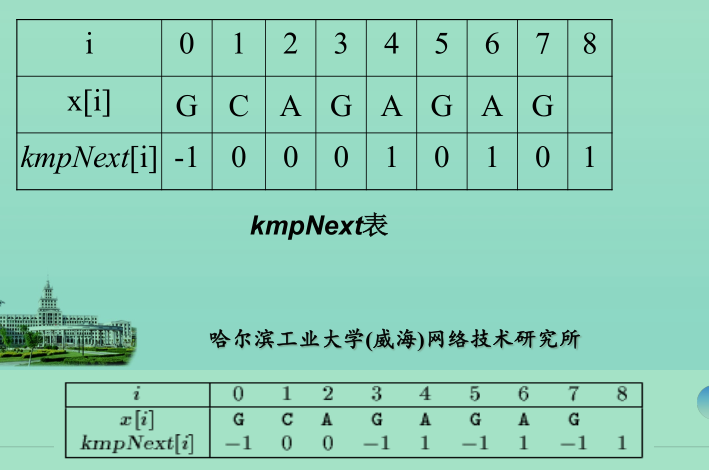 i 0 1 2 3 4 5 6 7 8
x[i] G C A G A G A G
kmpNext[i] -1 0 0 0 1 0 1 0 1
kmpNext表
哈尔滨工业大学(威海)网络技术研究所
i 0 1 2 3 4 5 6 7 8
x[i] G C A G A G A G
kmpNext[i] −1 0 0 −1 1 −1 1 −1 1